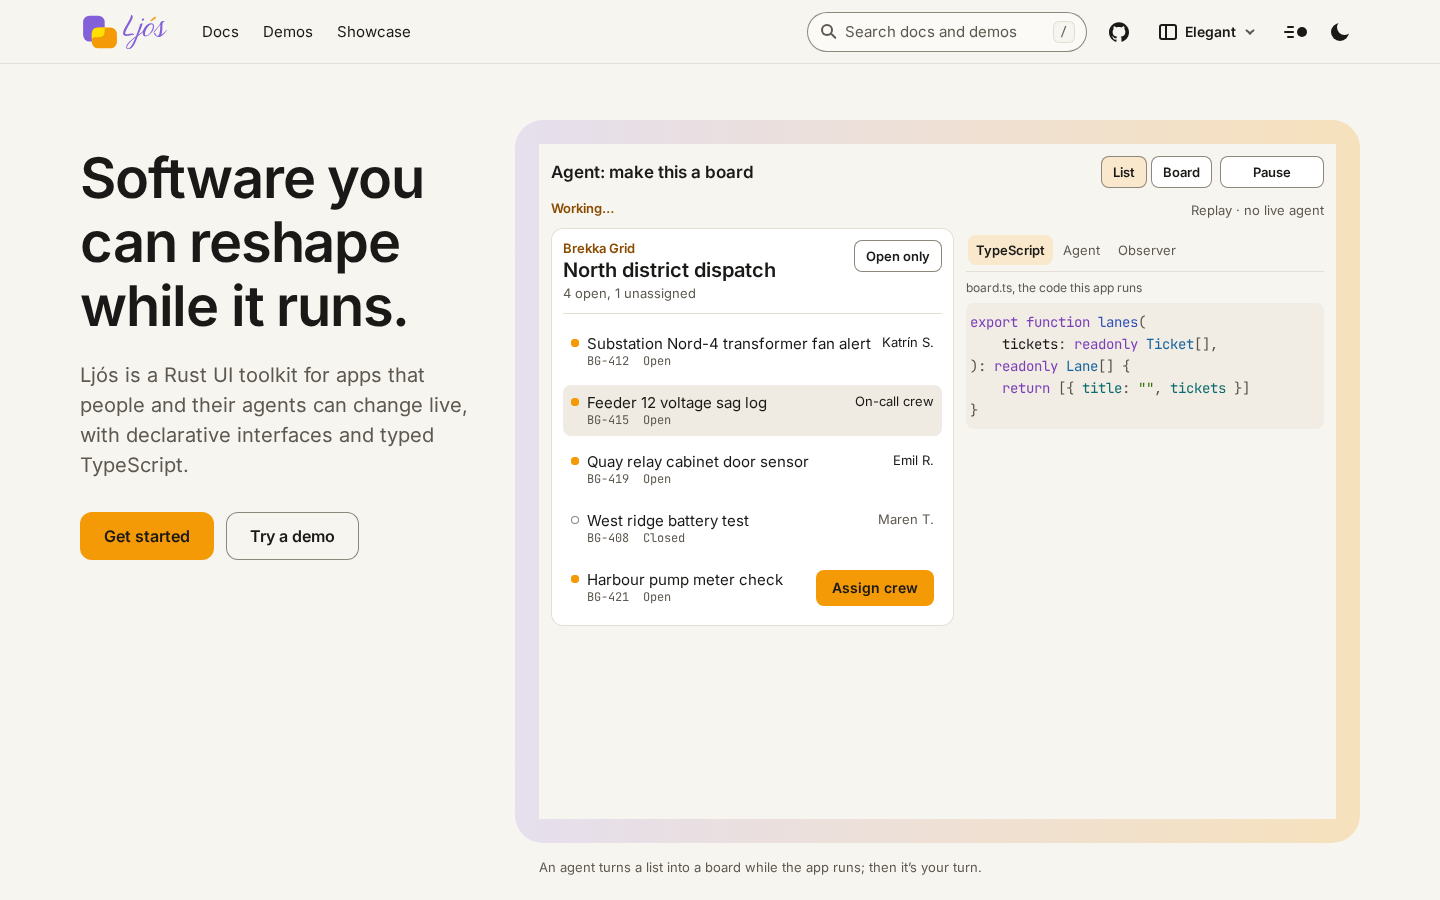 Ljós
Docs
Demos
Showcase
Search docs and demos
/
Elegant
Software you
can reshape
while it runs.
Ljós is a Rust UI toolkit for apps that
people and their agents can change live,
with declarative interfaces and typed
TypeScript.
Get started
Try a demo
Agent: make this a board
List
Board
Pause
Working…
Replay · no live agent
Brekka Grid
North district dispatch
4 open, 1 unassigned
Open only
Substation Nord-4 transformer fan alert
Katrín S.
BG-412 Open
Feeder 12 voltage sag log
On-call crew
BG-415 Open
Quay relay cabinet door sensor
Emil R.
BG-419 Open
West ridge battery test
Maren T.
BG-408 Closed
Harbour pump meter check
BG-421 Open
Assign crew
TypeScript
Agent
Observer
board.ts, the code this app runs
export function lanes(
    tickets: readonly Ticket[],
): readonly Lane[] {
    return [{ title: "", tickets }]
}
An agent turns a list into a board while the app runs; then it’s your turn.